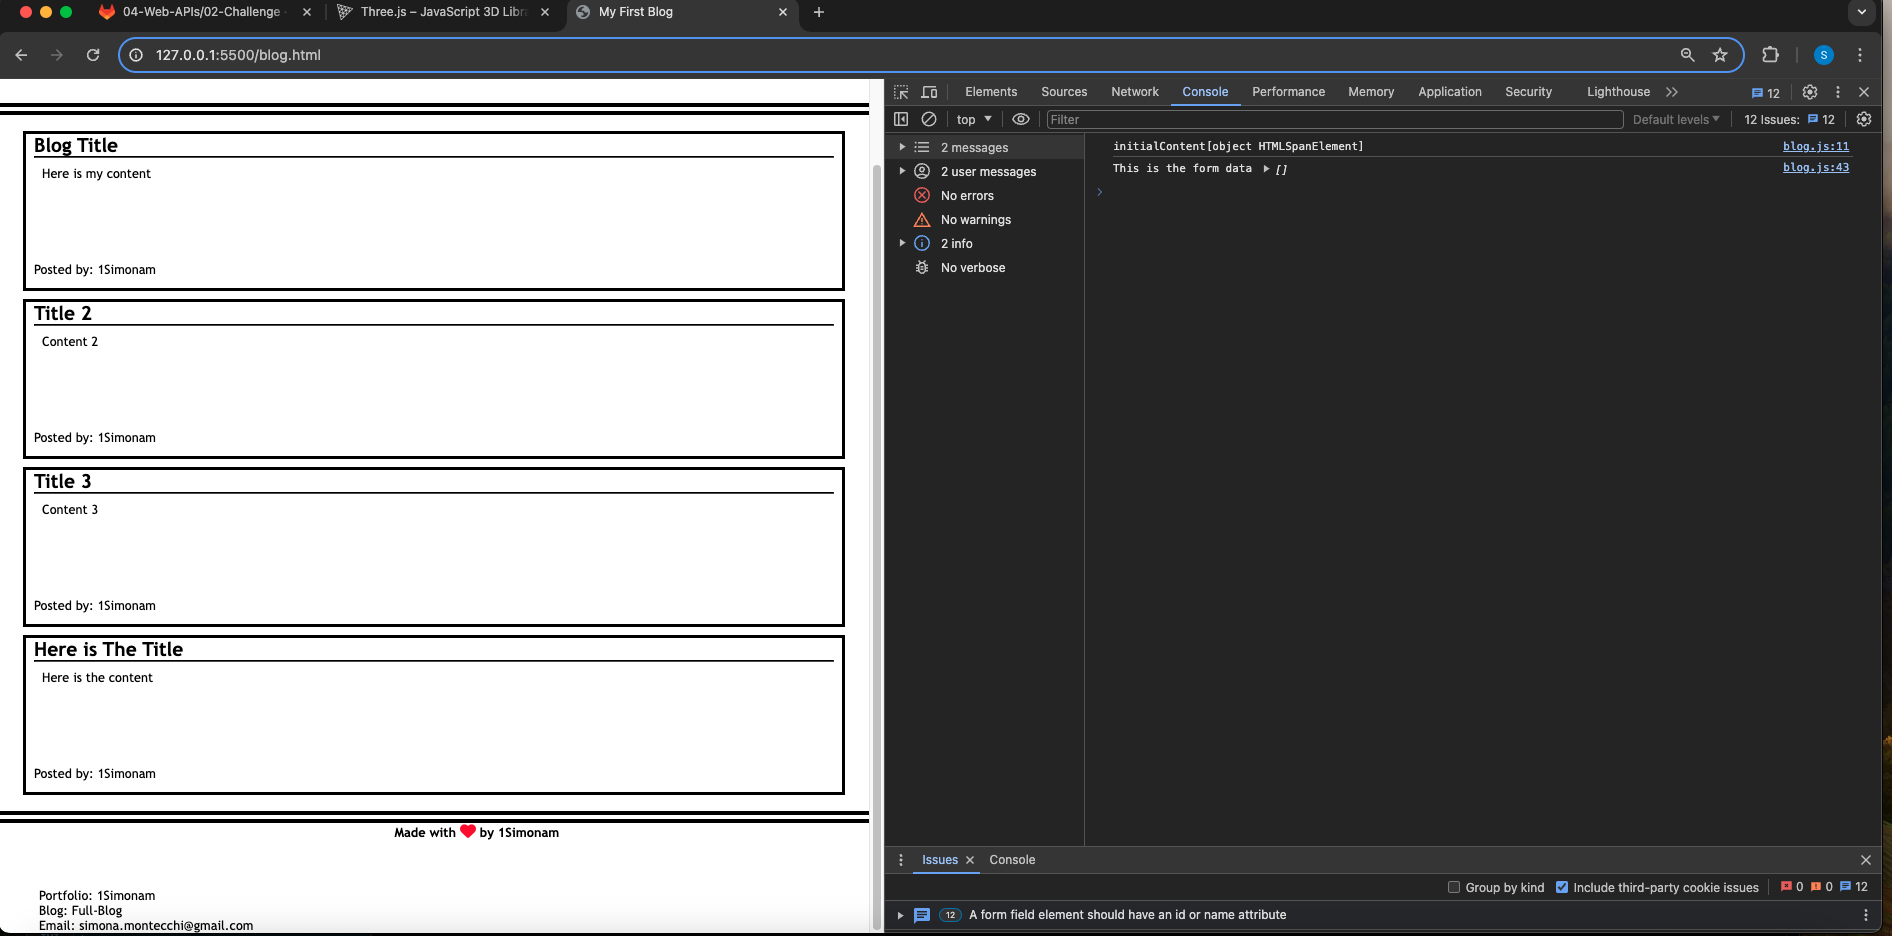 04-Web-APIs/02-Challenge
Three.js – JavaScript 3D Libra
My First Blog
127.0.0.1:5500/blog.html
S
Blog Title
Here is my content
Posted by: 1Simonam
Title 2
Content 2
Posted by: 1Simonam
Title 3
Content 3
Posted by: 1Simonam
Here is The Title
Here is the content
Posted by: 1Simonam
Made with by 1Simonam
Portfolio: 1Simonam
Blog: Full-Blog
Email: simona.montecchi@gmail.com
Elements Sources Network Console Performance Memory Application Security Lighthouse 12
top Filter Default levels 12 Issues: 12
2 messages
2 user messages
No errors
No warnings
2 info
No verbose
initialContent[object HTMLSpanElement] blog.js:11
This is the form data [] blog.js:43
Issues Console
Group by kind Include third-party cookie issues 0 0 12
12 A form field element should have an id or name attribute